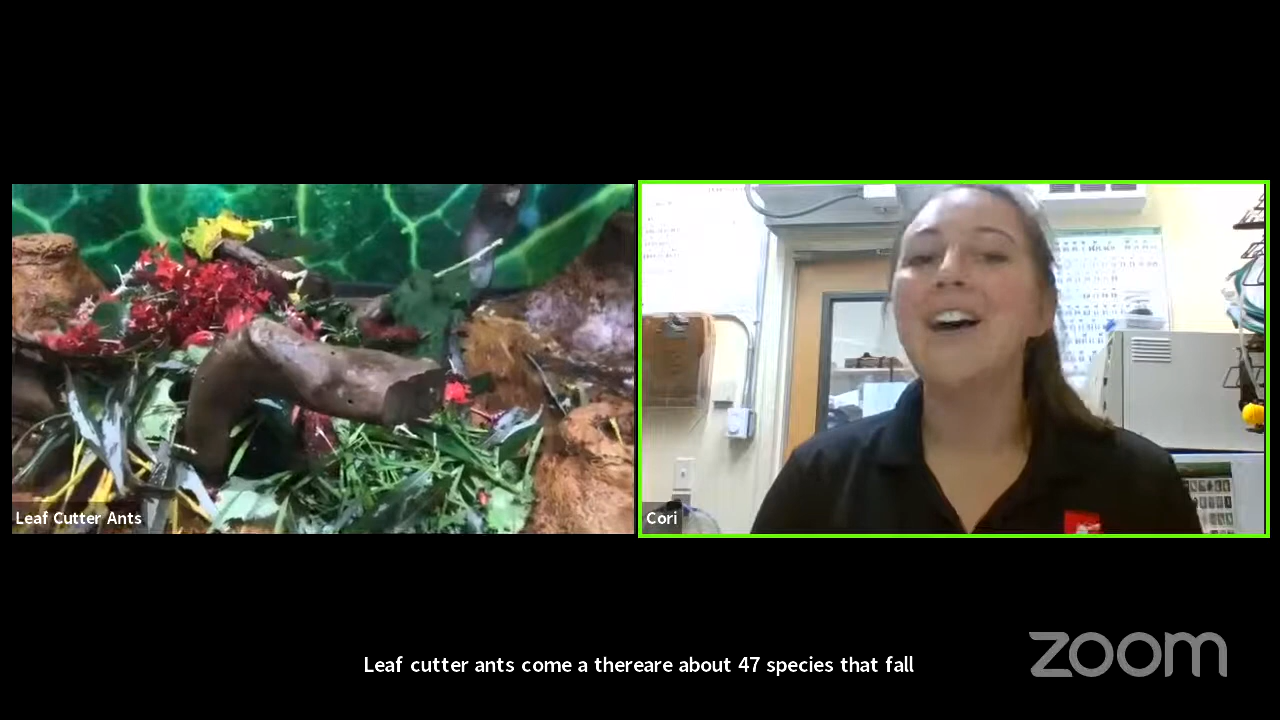 Leaf Cutter Ants
Cori
Leaf cutter ants come a thereare about 47 species that fall
zoom